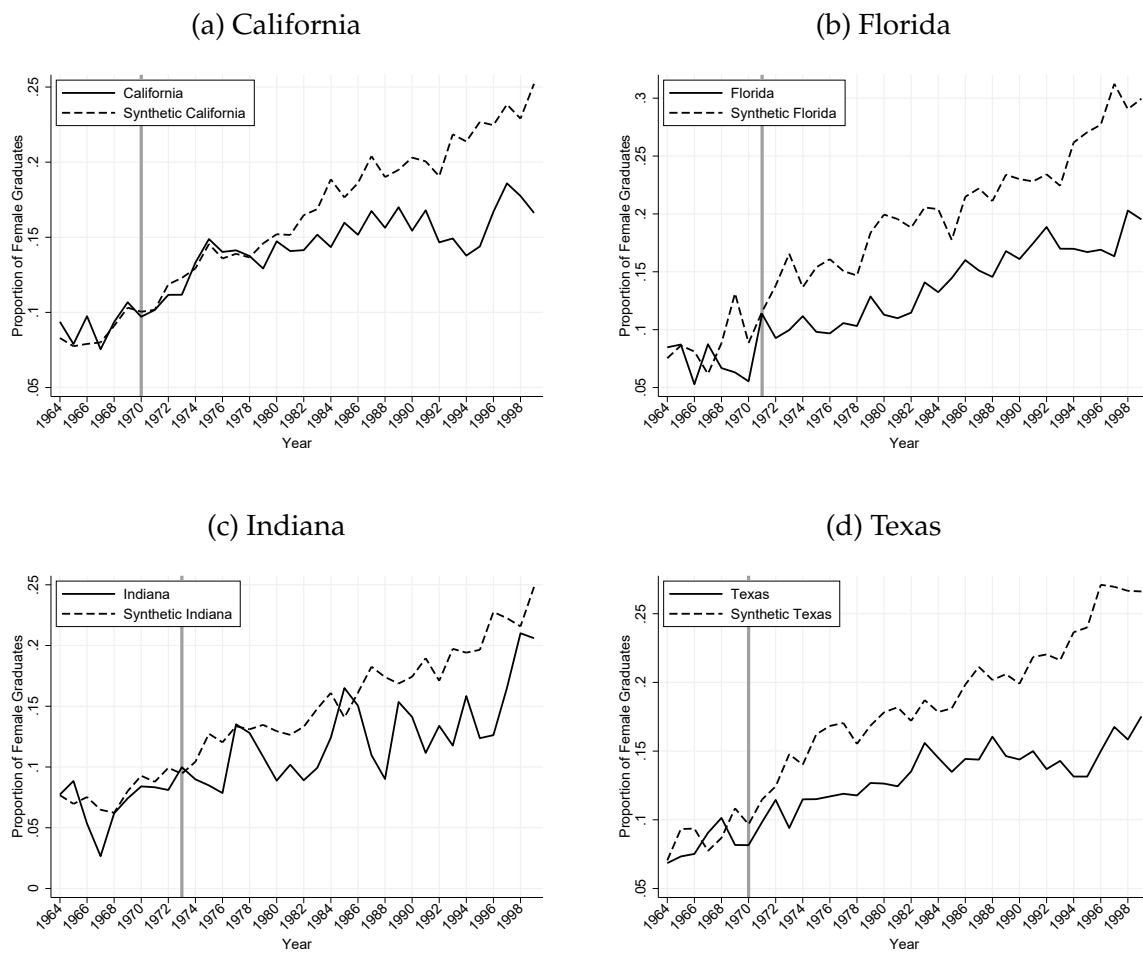 (a) California
.25
.2
.15
.1
.05
Proportion of Female Graduates
California
Synthetic California
1964 1966 1968 1970 1972 1974 1976 1978 1980 1982 1984 1986 1988 1990 1992 1994 1996 1998
Year
(b) Florida
.3
.25
.2
.15
.1
.05
Proportion of Female Graduates
Florida
Synthetic Florida
1964 1966 1968 1970 1972 1974 1976 1978 1980 1982 1984 1986 1988 1990 1992 1994 1996 1998
Year
(c) Indiana
.25
.2
.15
.1
.05
0
Proportion of Female Graduates
Indiana
Synthetic Indiana
1964 1966 1968 1970 1972 1974 1976 1978 1980 1982 1984 1986 1988 1990 1992 1994 1996 1998
Year
(d) Texas
.25
.2
.15
.1
.05
Proportion of Female Graduates
Texas
Synthetic Texas
1964 1966 1968 1970 1972 1974 1976 1978 1980 1982 1984 1986 1988 1990 1992 1994 1996 1998
Year